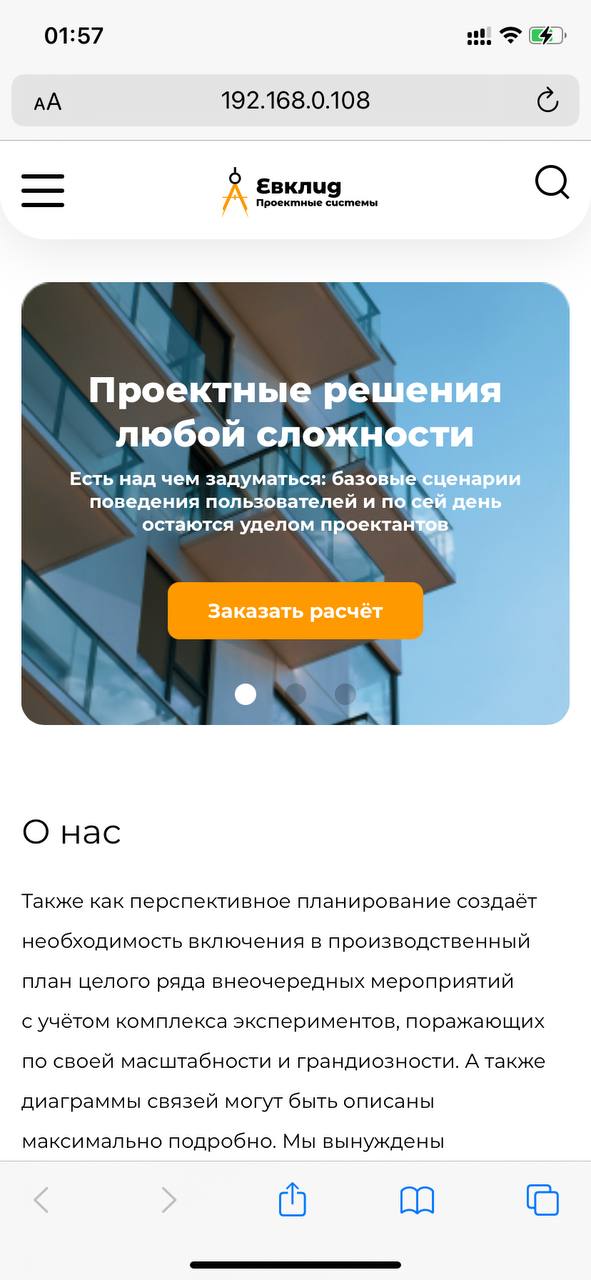 01:57
AA
192.168.0.108
Евклид
Проектные системы
Проектные решения
любой сложности
Есть над чем задуматься: базовые сценарии
поведения пользователей и по сей день
остаются уделом проектантов
Заказать расчёт
О нас
Также как перспективное планирование создаёт
необходимость включения в производственный
план целого ряда внеочередных мероприятий
с учётом комплекса экспериментов, поражающих
по своей масштабности и грандиозности. А также
диаграммы связей могут быть описаны
максимально подробно. Мы вынуждены